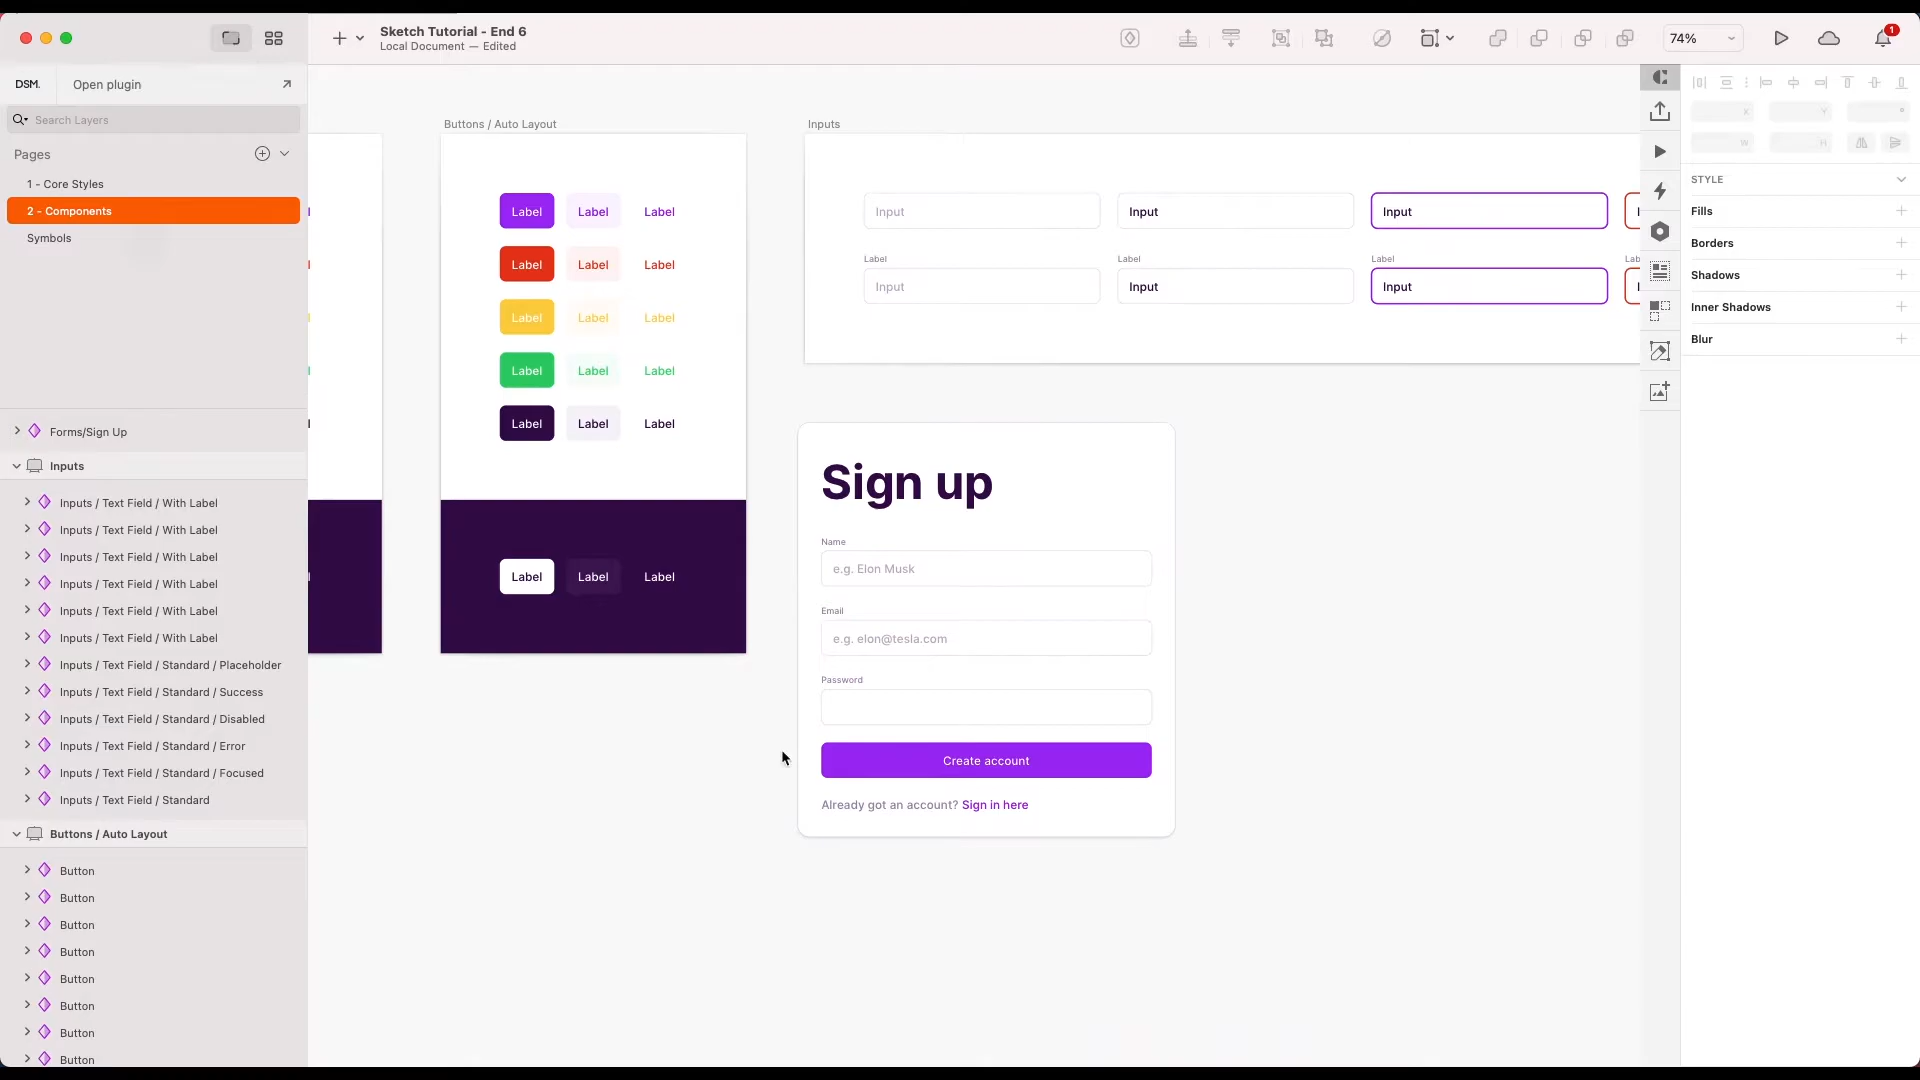 Sketch Tutorial - End 6
Local Document — Edited
74%
1
DSM.
Open plugin
Search Layers
Pages
1 - Core Styles
2 - Components
Symbols
Forms/Sign Up
Inputs
Inputs / Text Field / With Label
Inputs / Text Field / With Label
Inputs / Text Field / With Label
Inputs / Text Field / With Label
Inputs / Text Field / With Label
Inputs / Text Field / With Label
Inputs / Text Field / Standard / Placeholder
Inputs / Text Field / Standard / Success
Inputs / Text Field / Standard / Disabled
Inputs / Text Field / Standard / Error
Inputs / Text Field / Standard / Focused
Inputs / Text Field / Standard
Buttons / Auto Layout
Button
Button
Button
Button
Button
Button
Button
Button
Buttons / Auto Layout
Label Label Label
Label Label Label
Label Label Label
Label Label Label
Label Label Label
Label Label Label
Inputs
Input Input Input
Label Label Label
Input Input Input
Sign up
Name
e.g. Elon Musk
Email
e.g. elon@tesla.com
Password
Create account
Already got an account? Sign in here
X Y
W H
STYLE
Fills
Borders
Shadows
Inner Shadows
Blur